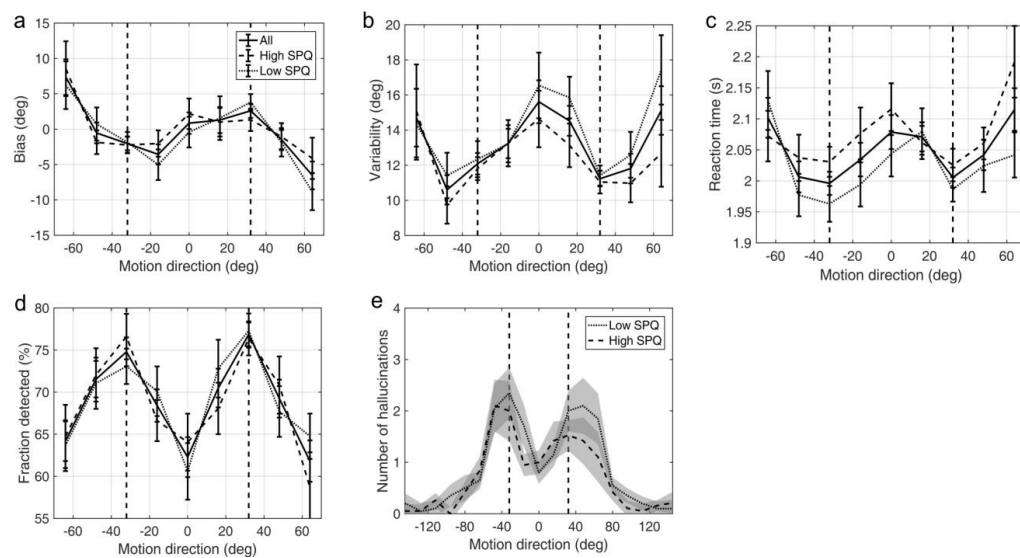 a
15
10
5
0
-5
-10
-15
-60 -40 -20 0 20 40 60
Bias (deg)
Motion direction (deg)
All
High SPQ
Low SPQ
b
20
18
16
14
12
10
8
-60 -40 -20 0 20 40 60
Variability (deg)
Motion direction (deg)
c
2.25
2.2
2.15
2.1
2.05
2
1.95
1.9
-60 -40 -20 0 20 40 60
Reaction time (s)
Motion direction (deg)
d
80
75
70
65
60
55
-60 -40 -20 0 20 40 60
Fraction detected (%)
Motion direction (deg)
e
4
3
2
1
0
-120 -80 -40 0 40 80 120
Number of hallucinations
Motion direction (deg)
Low SPQ
High SPQ